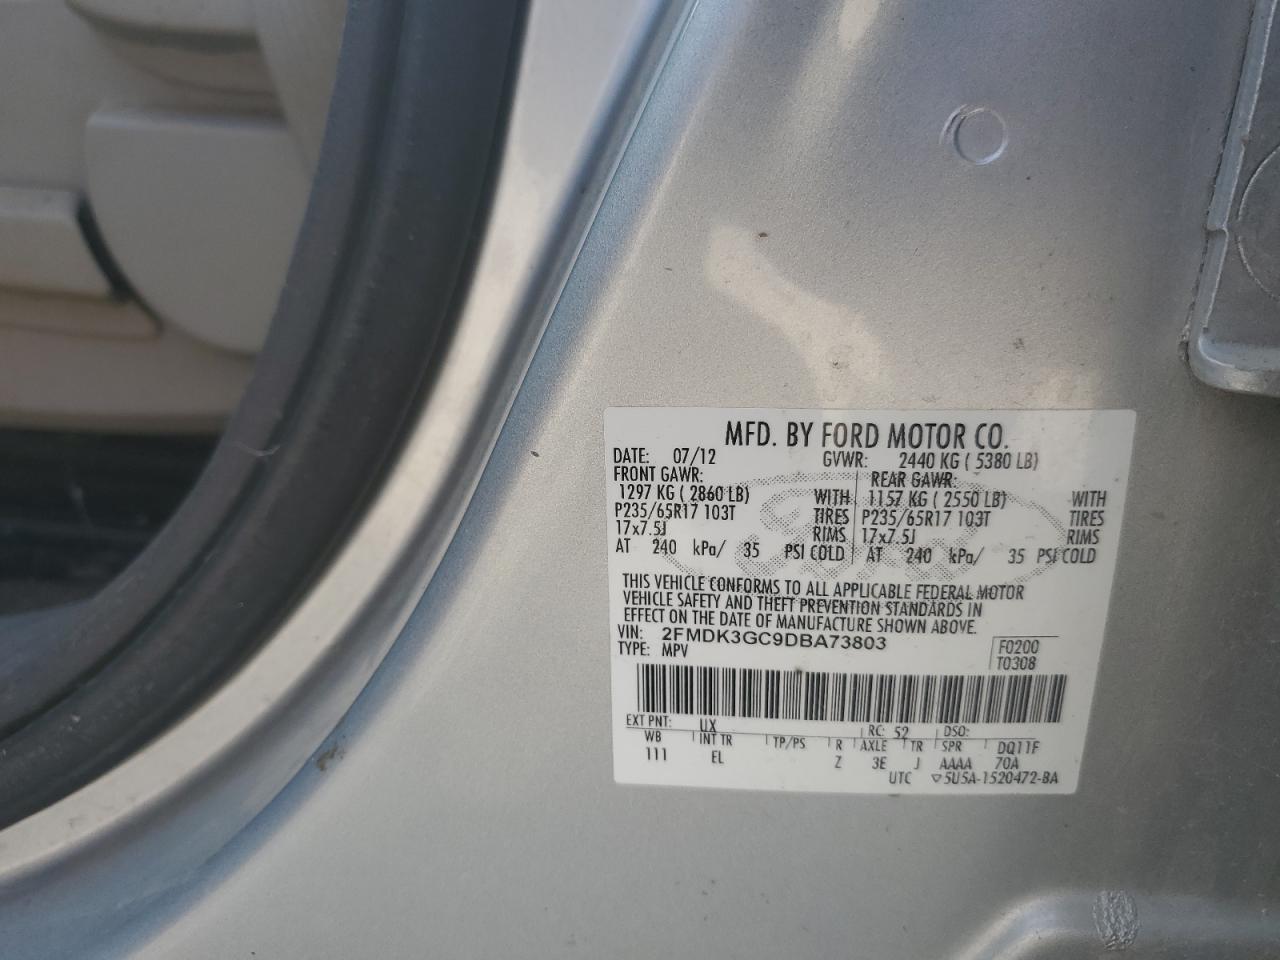 MFD. BY FORD MOTOR CO.
DATE: 07/12 GVWR: 2440 KG ( 5380 LB)
FRONT GAWR: REAR GAWR:
1297 KG ( 2860 LB) WITH 1157 KG ( 2550 LB) WITH
P235/65R17 103T TIRES P235/65R17 103T TIRES
17x7.5J RIMS 17x7.5J RIMS
AT 240 kPa/ 35 PSI COLD AT 240 kPa/ 35 PSI COLD
THIS VEHICLE CONFORMS TO ALL APPLICABLE FEDERAL MOTOR
VEHICLE SAFETY AND THEFT PREVENTION STANDARDS IN
EFFECT ON THE DATE OF MANUFACTURE SHOWN ABOVE.
VIN: 2FMDK3GC9DBA73803 F0200
TYPE: MPV T0308
EXT PNT: UX RC: 52 DSO:
WB INT TR TP/PS R AXLE TR SPR DQ11F
111 EL Z 3E J AAAA 70A
UTC ▽5U5A-1520472-BA